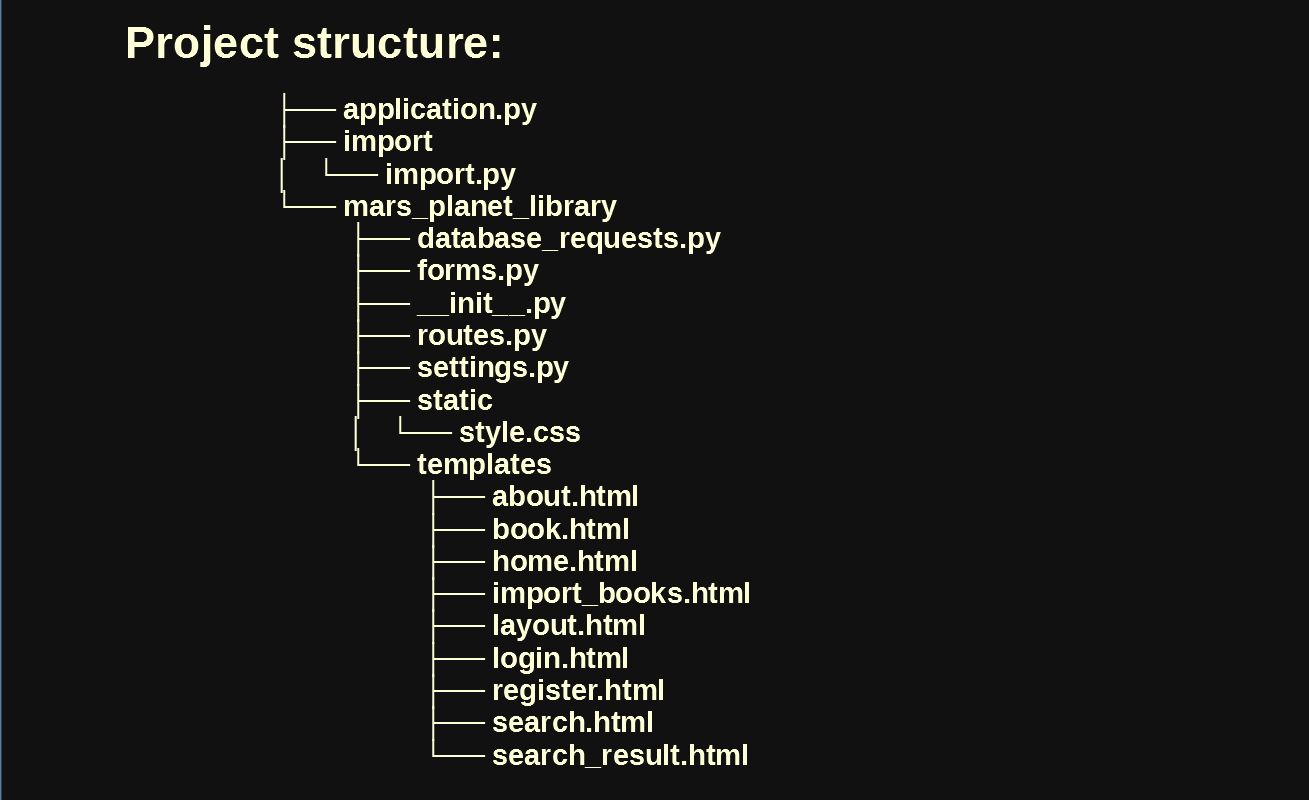 Project structure:
├── application.py
├── import
│   └── import.py
└── mars_planet_library
    ├── database_requests.py
    ├── forms.py
    ├── __init__.py
    ├── routes.py
    ├── settings.py
    ├── static
    │   └── style.css
    └── templates
        ├── about.html
        ├── book.html
        ├── home.html
        ├── import_books.html
        ├── layout.html
        ├── login.html
        ├── register.html
        ├── search.html
        └── search_result.html